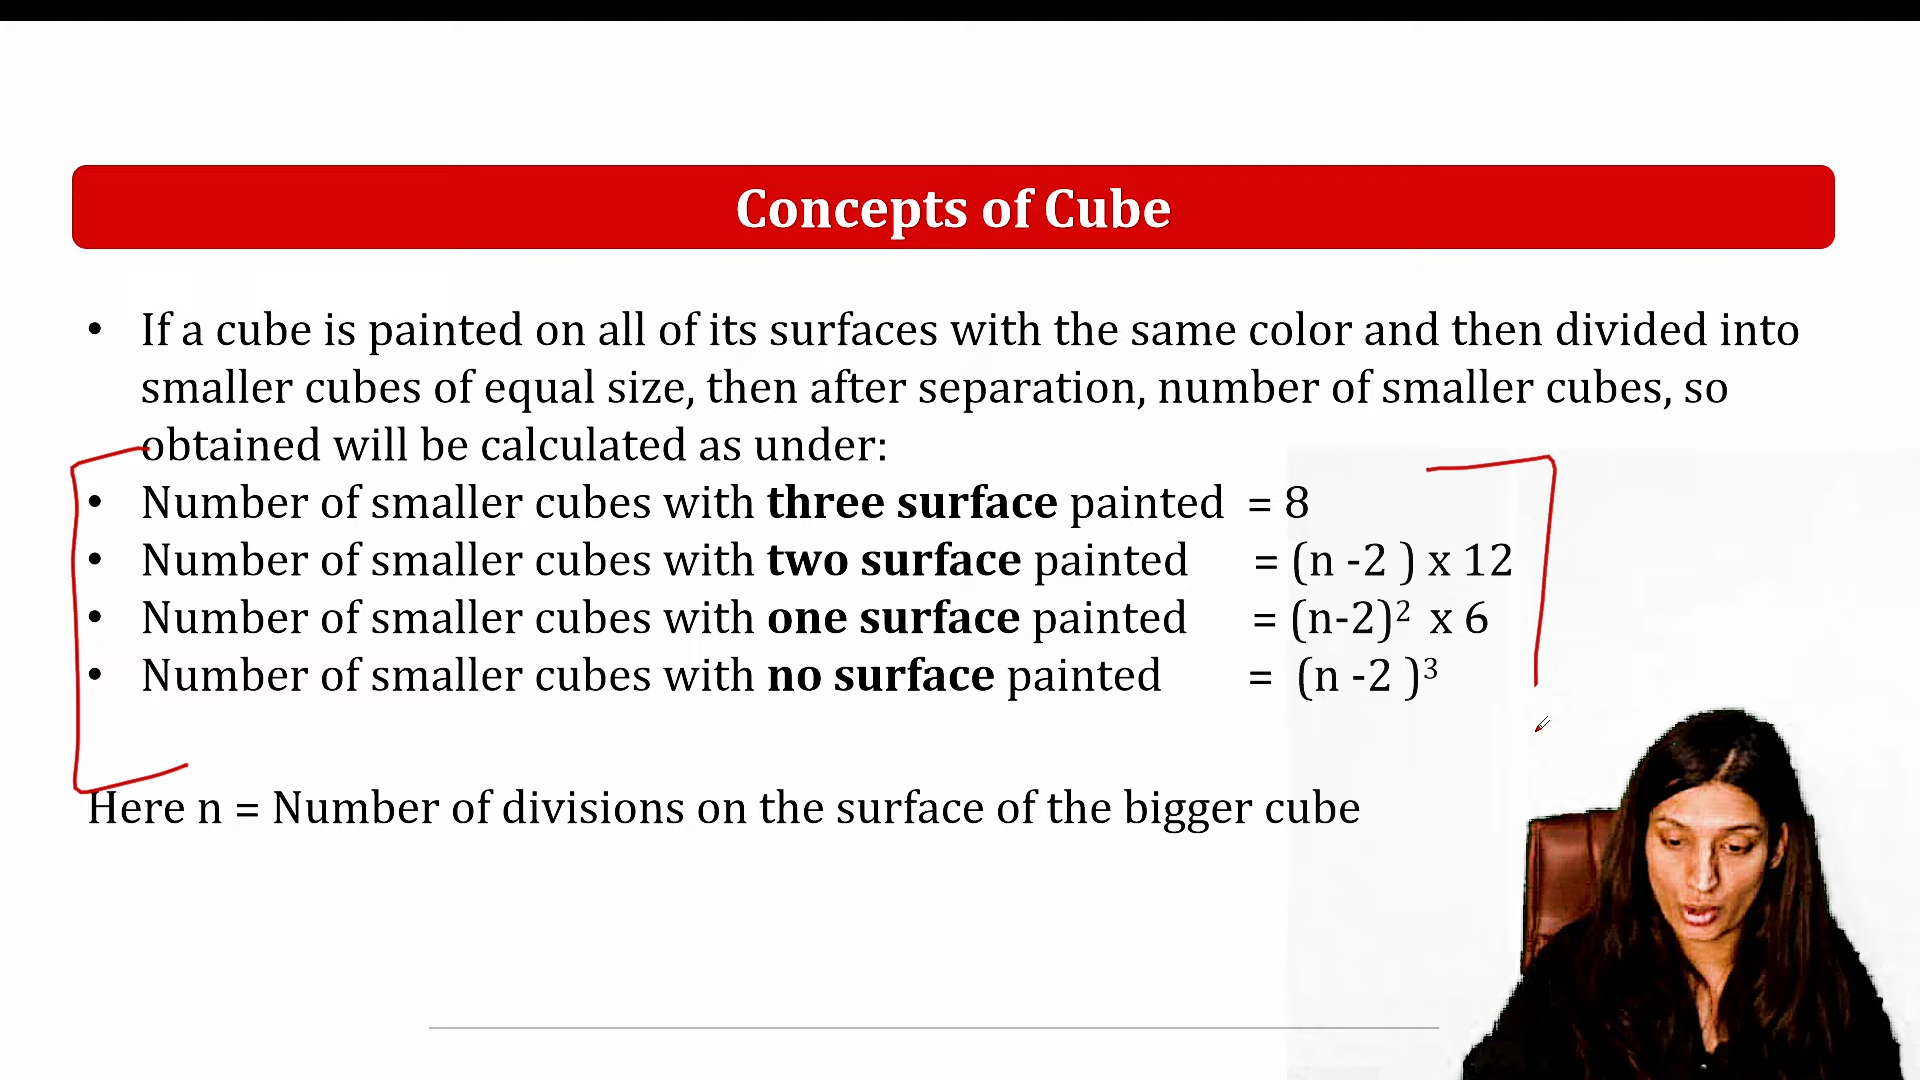 Concepts of Cube
• If a cube is painted on all of its surfaces with the same color and then divided into
smaller cubes of equal size, then after separation, number of smaller cubes, so
obtained will be calculated as under:
• Number of smaller cubes with three surface painted = 8
• Number of smaller cubes with two surface painted = (n -2 ) x 12
• Number of smaller cubes with one surface painted = (n-2)² x 6
• Number of smaller cubes with no surface painted = (n -2 )³
Here n = Number of divisions on the surface of the bigger cube